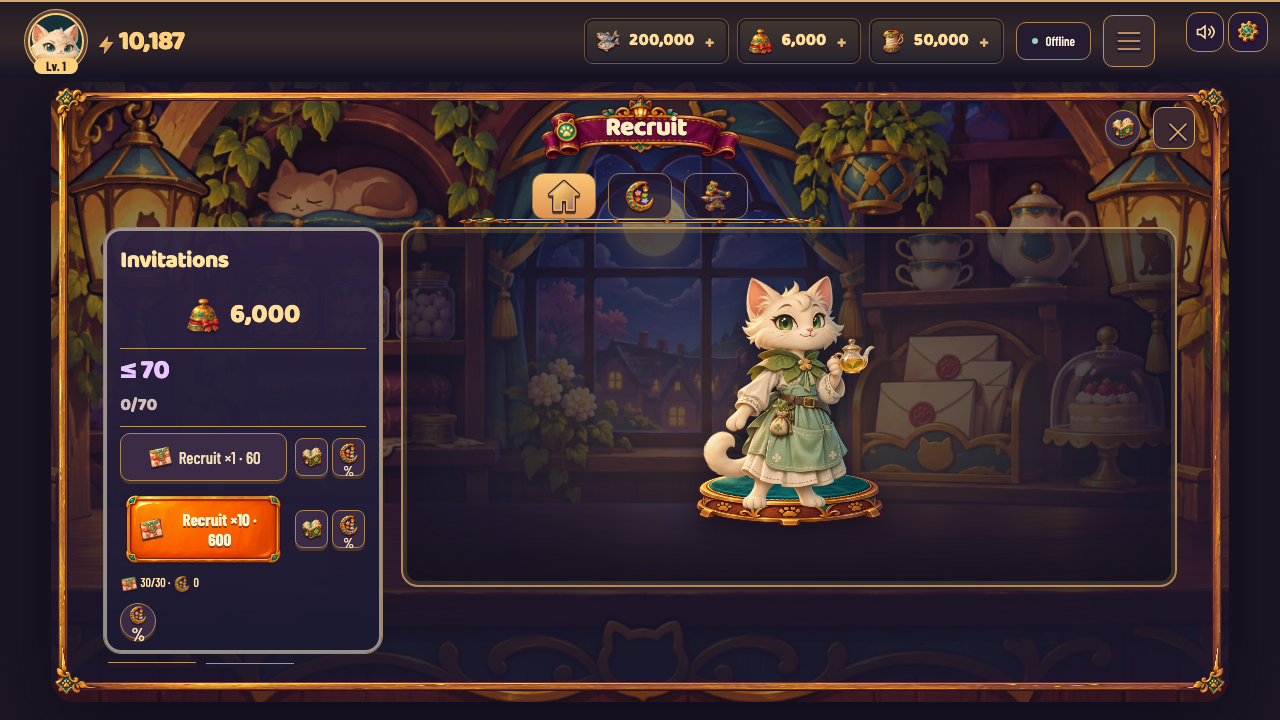 Lv. 1
10,187
200,000 +
6,000 +
50,000 +
Offline
Recruit
Invitations
6,000
≤ 70
0/70
Recruit ×1 · 60
%
Recruit ×10 ·
600
%
30/30 · 0
%